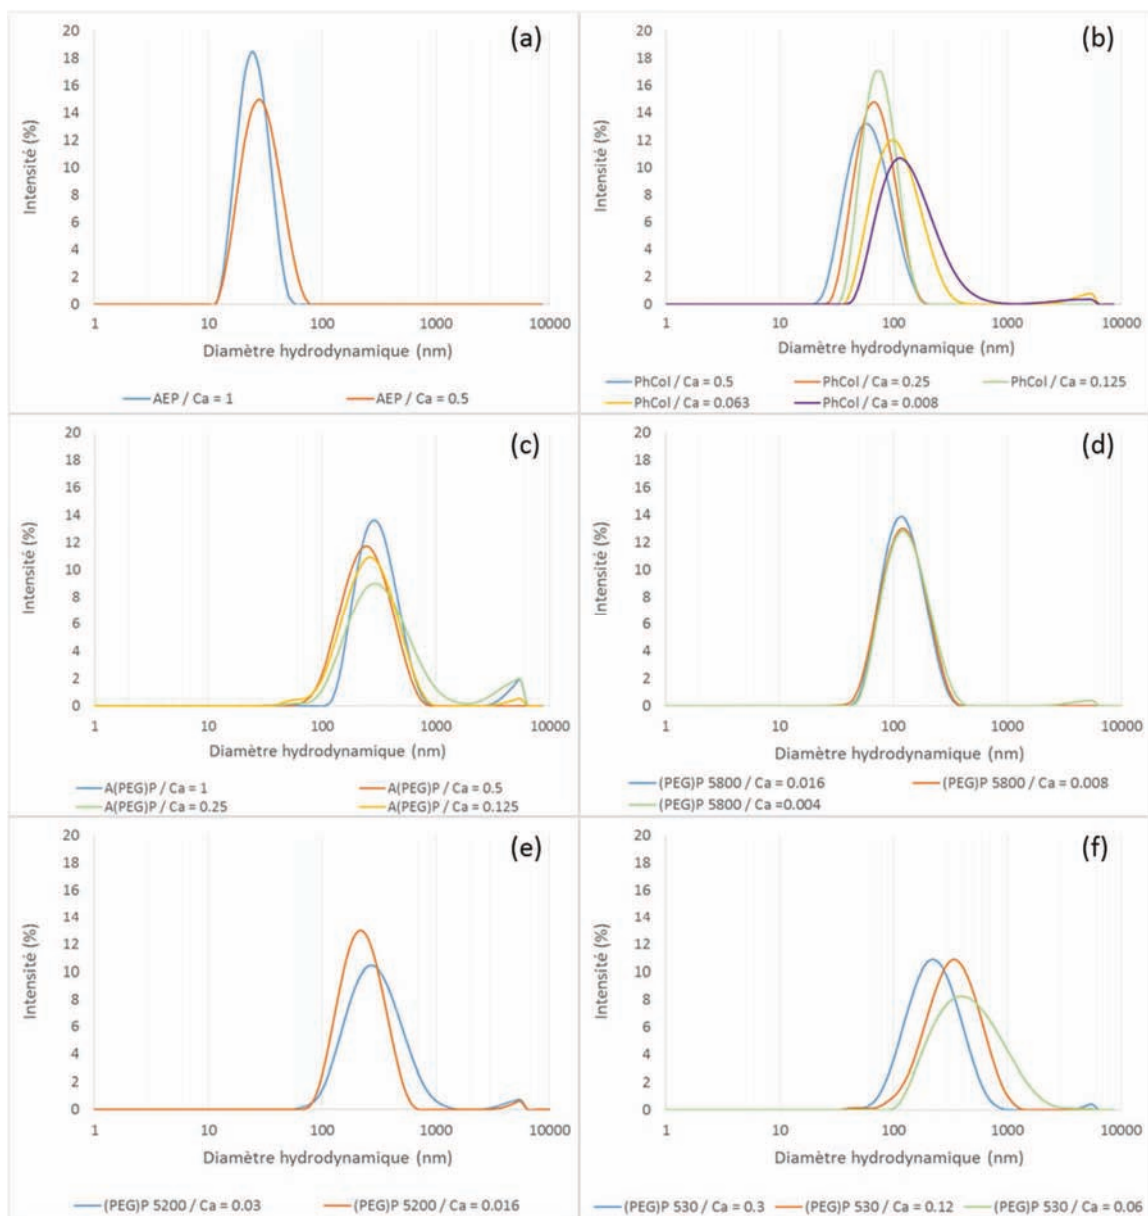 (a)
20
18
16
14
12
10
8
6
4
2
0
Intensité (%)
1 10 100 1000 10000
Diamètre hydrodynamique (nm)
AEP / Ca = 1 AEP / Ca = 0.5
(b)
20
18
16
14
12
10
8
6
4
2
0
Intensité (%)
1 10 100 1000 10000
Diamètre hydrodynamique (nm)
PhCol / Ca = 0.5 PhCol / Ca = 0.25 PhCol / Ca = 0.125
PhCol / Ca = 0.063 PhCol / Ca = 0.008
(c)
20
18
16
14
12
10
8
6
4
2
0
Intensité (%)
1 10 100 1000 10000
Diamètre hydrodynamique (nm)
A(PEG)P / Ca = 1 A(PEG)P / Ca = 0.5
A(PEG)P / Ca = 0.25 A(PEG)P / Ca = 0.125
(d)
20
18
16
14
12
10
8
6
4
2
0
Intensité (%)
1 10 100 1000 10000
Diamètre hydrodynamique (nm)
(PEG)P 5800 / Ca = 0.016 (PEG)P 5800 / Ca = 0.008
(PEG)P 5800 / Ca =0.004
(e)
20
18
16
14
12
10
8
6
4
2
0
Intensité (%)
1 10 100 1000 10000
Diamètre hydrodynamique (nm)
(PEG)P 5200 / Ca = 0.03 (PEG)P 5200 / Ca = 0.016
(f)
20
18
16
14
12
10
8
6
4
2
0
Intensité (%)
1 10 100 1000 10000
Diamètre hydrodynamique (nm)
(PEG)P 530 / Ca = 0.3 (PEG)P 530 / Ca = 0.12 (PEG)P 530 / Ca = 0.06